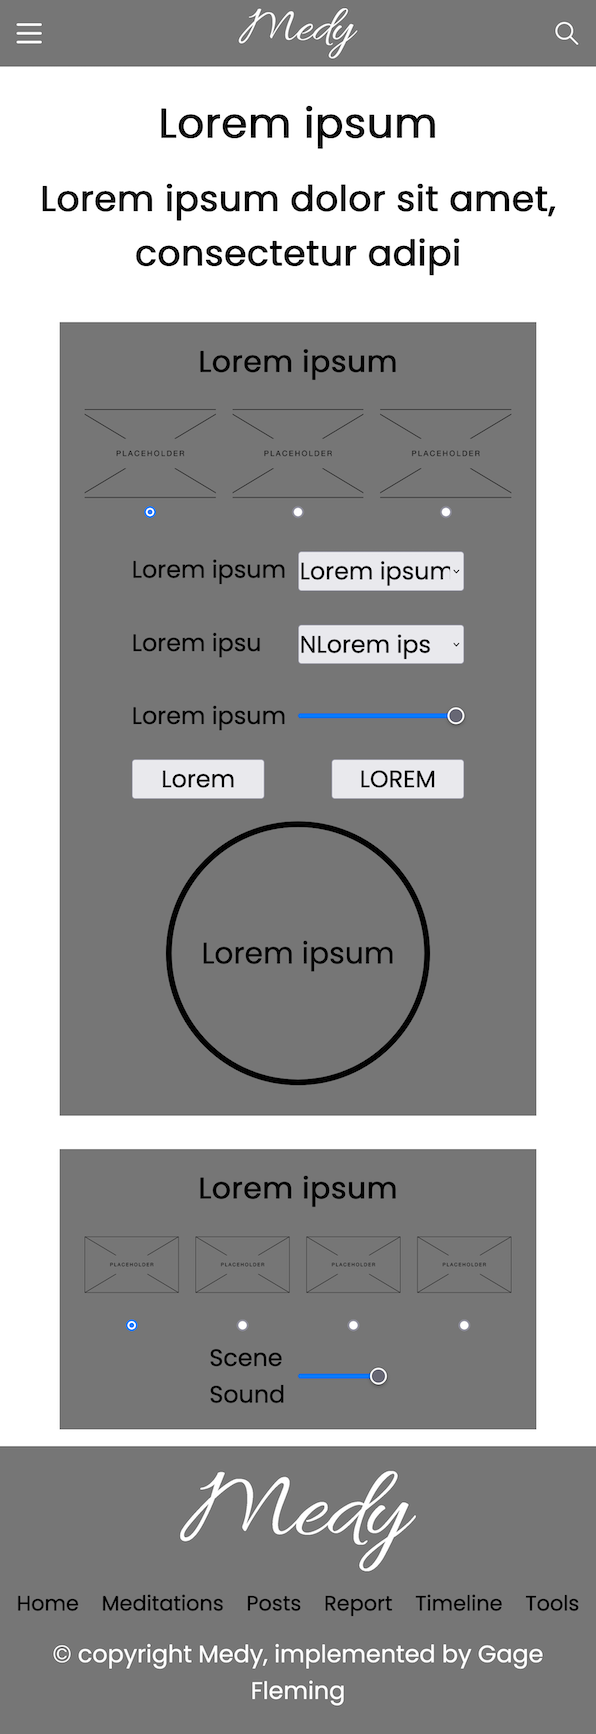 Medy
Lorem ipsum
Lorem ipsum dolor sit amet,
consectetur adipi
Lorem ipsum
PLACEHOLDER PLACEHOLDER PLACEHOLDER
Lorem ipsum Lorem ipsum
Lorem ipsu NLorem ips
Lorem ipsum
Lorem LOREM
Lorem ipsum
Lorem ipsum
PLACEHOLDER PLACEHOLDER PLACEHOLDER PLACEHOLDER
Scene
Sound
Medy
Home Meditations Posts Report Timeline Tools
© copyright Medy, implemented by Gage
Fleming